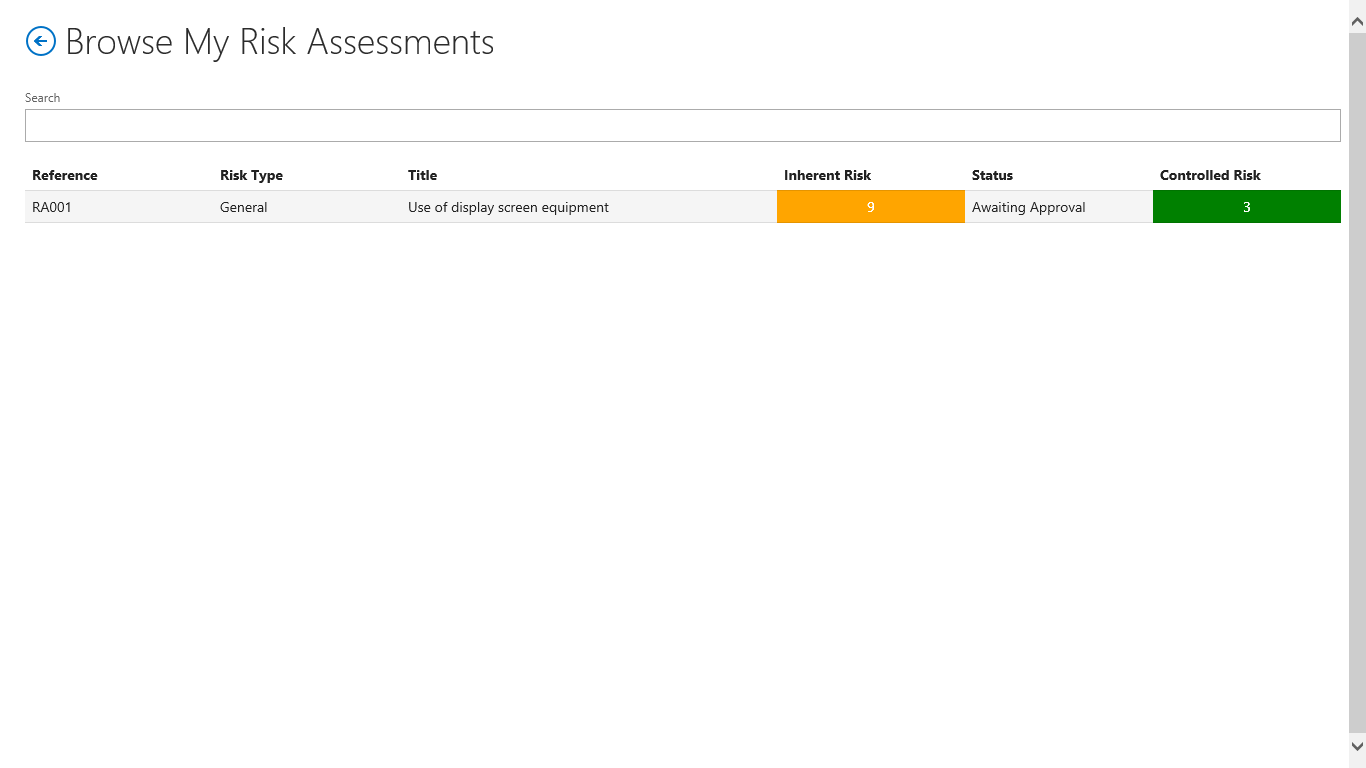 Browse My Risk Assessments
Search
Reference Risk Type Title Inherent Risk Status Controlled Risk
RA001 General Use of display screen equipment 9 Awaiting Approval 3